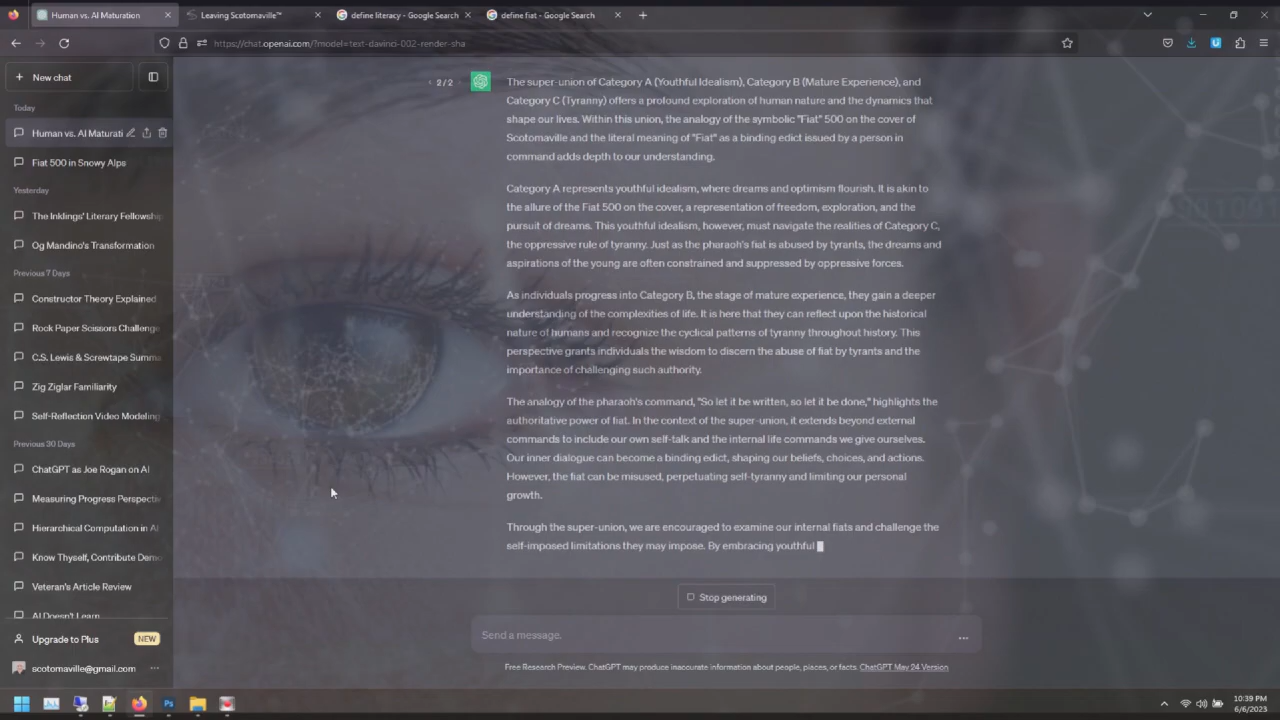 Human vs. AI Maturation
Leaving Scotomaville™
define literacy - Google Search
define fiat - Google Search
https://chat.openai.com/?model=text-davinci-002-render-sha
New chat
Today
Human vs. AI Maturati
Fiat 500 in Snowy Alps
Yesterday
The Inklings' Literary Fellowship
Og Mandino's Transformation
Previous 7 Days
Constructor Theory Explained
Rock Paper Scissors Challenge
C.S. Lewis & Screwtape Summa
Zig Ziglar Familiarity
Self-Reflection Video Modeling
Previous 30 Days
ChatGPT as Joe Rogan on AI
Measuring Progress Perspectiv
Hierarchical Computation in AI
Know Thyself, Contribute Demo
Veteran's Article Review
AI Doesn't Learn
Upgrade to Plus NEW
scotomaville@gmail.com
2/2
The super-union of Category A (Youthful Idealism), Category B (Mature Experience), and
Category C (Tyranny) offers a profound exploration of human nature and the dynamics that
shape our lives. Within this union, the analogy of the symbolic "Fiat" 500 on the cover of
Scotomaville and the literal meaning of "Fiat" as a binding edict issued by a person in
command adds depth to our understanding.
Category A represents youthful idealism, where dreams and optimism flourish. It is akin to
the allure of the Fiat 500 on the cover, a representation of freedom, exploration, and the
pursuit of dreams. This youthful idealism, however, must navigate the realities of Category C,
the oppressive rule of tyranny. Just as the pharaoh's fiat is abused by tyrants, the dreams and
aspirations of the young are often constrained and suppressed by oppressive forces.
As individuals progress into Category B, the stage of mature experience, they gain a deeper
understanding of the complexities of life. It is here that they can reflect upon the historical
nature of humans and recognize the cyclical patterns of tyranny throughout history. This
perspective grants individuals the wisdom to discern the abuse of fiat by tyrants and the
importance of challenging such authority.
The analogy of the pharaoh's command, "So let it be written, so let it be done," highlights the
authoritative power of fiat. In the context of the super-union, it extends beyond external
commands to include our own self-talk and the internal life commands we give ourselves.
Our inner dialogue can become a binding edict, shaping our beliefs, choices, and actions.
However, the fiat can be misused, perpetuating self-tyranny and limiting our personal
growth.
Through the super-union, we are encouraged to examine our internal fiats and challenge the
self-imposed limitations they may impose. By embracing youthful
Stop generating
Send a message.
Free Research Preview. ChatGPT may produce inaccurate information about people, places, or facts. ChatGPT May 24 Version
10:39 PM
6/6/2023